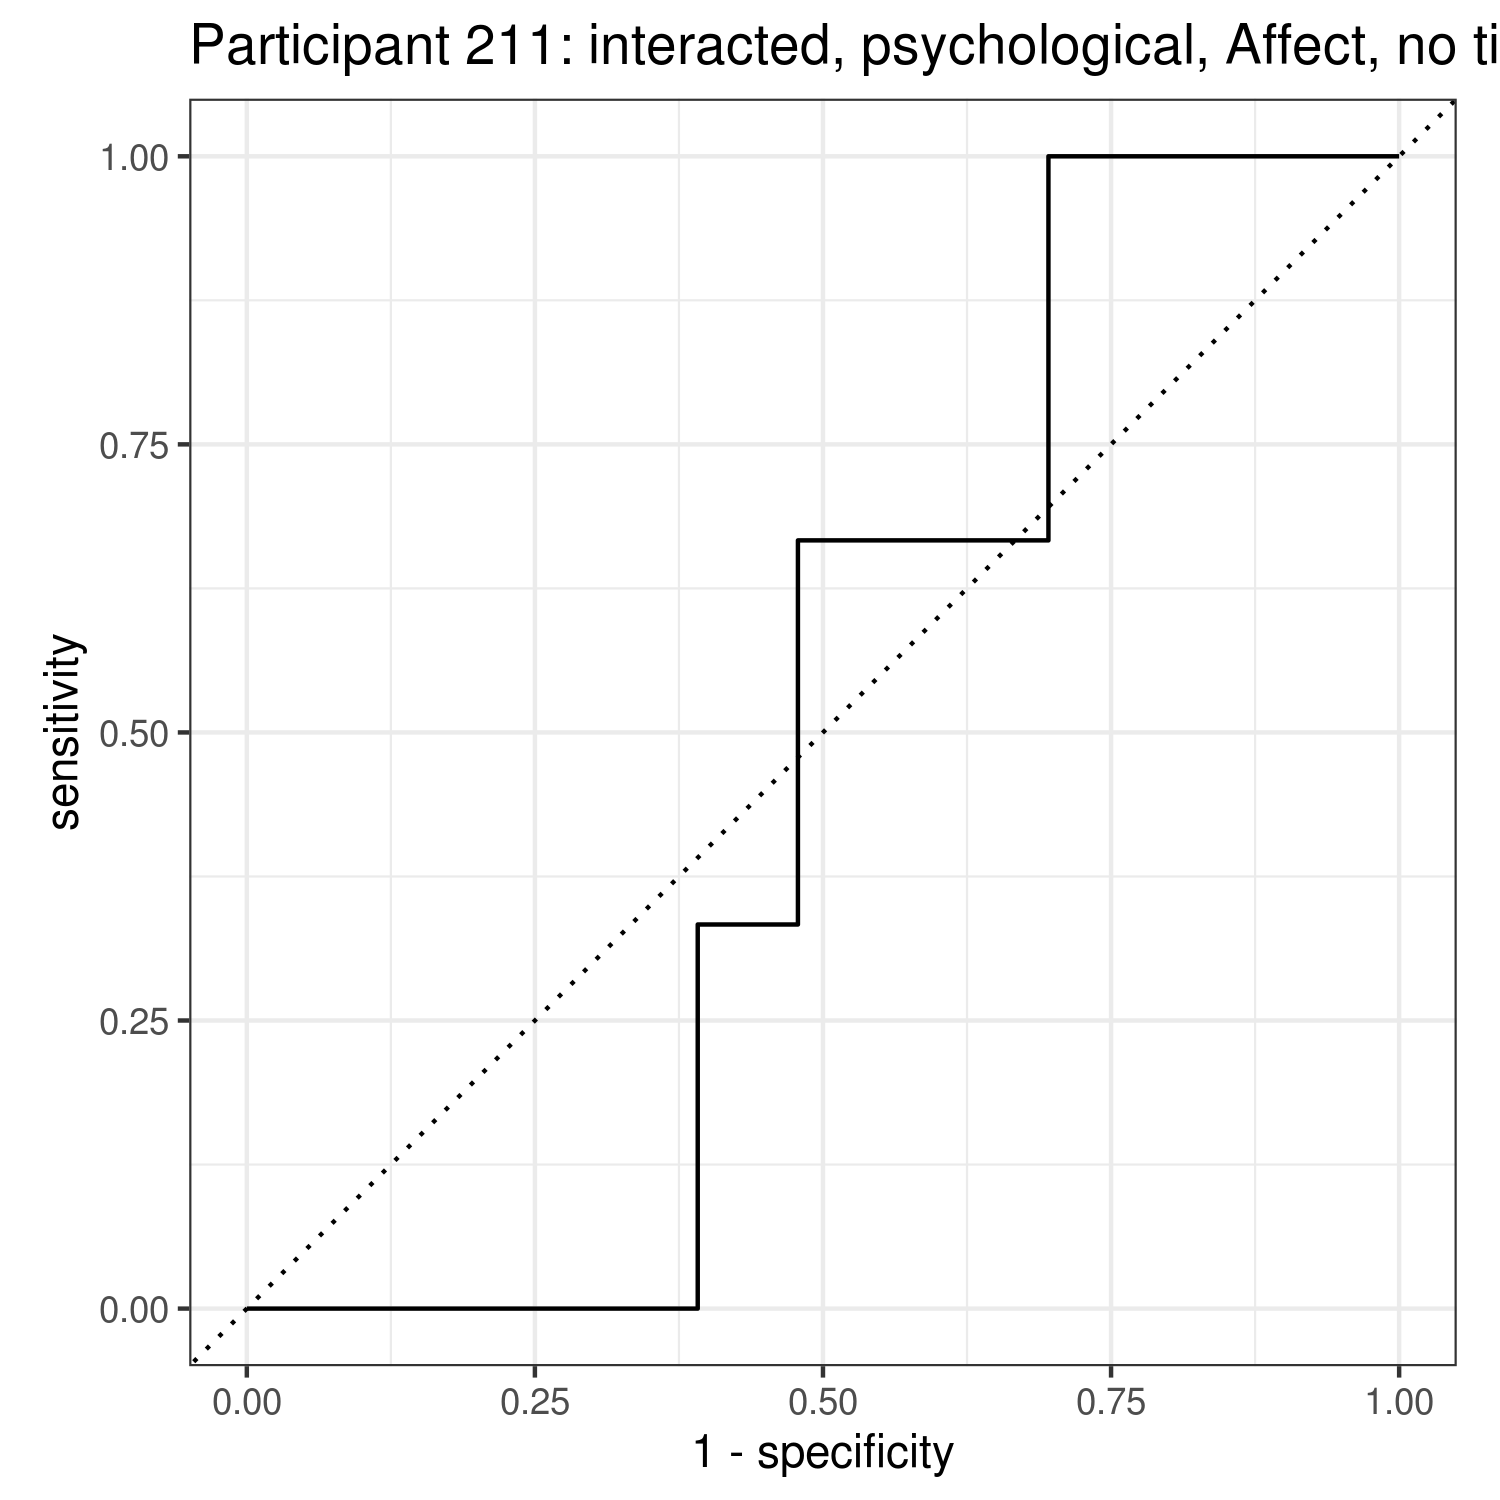 Participant 211: interacted, psychological, Affect, no ti
1.00
0.75
0.50
0.25
0.00
sensitivity
0.00 0.25 0.50 0.75 1.00
1 - specificity